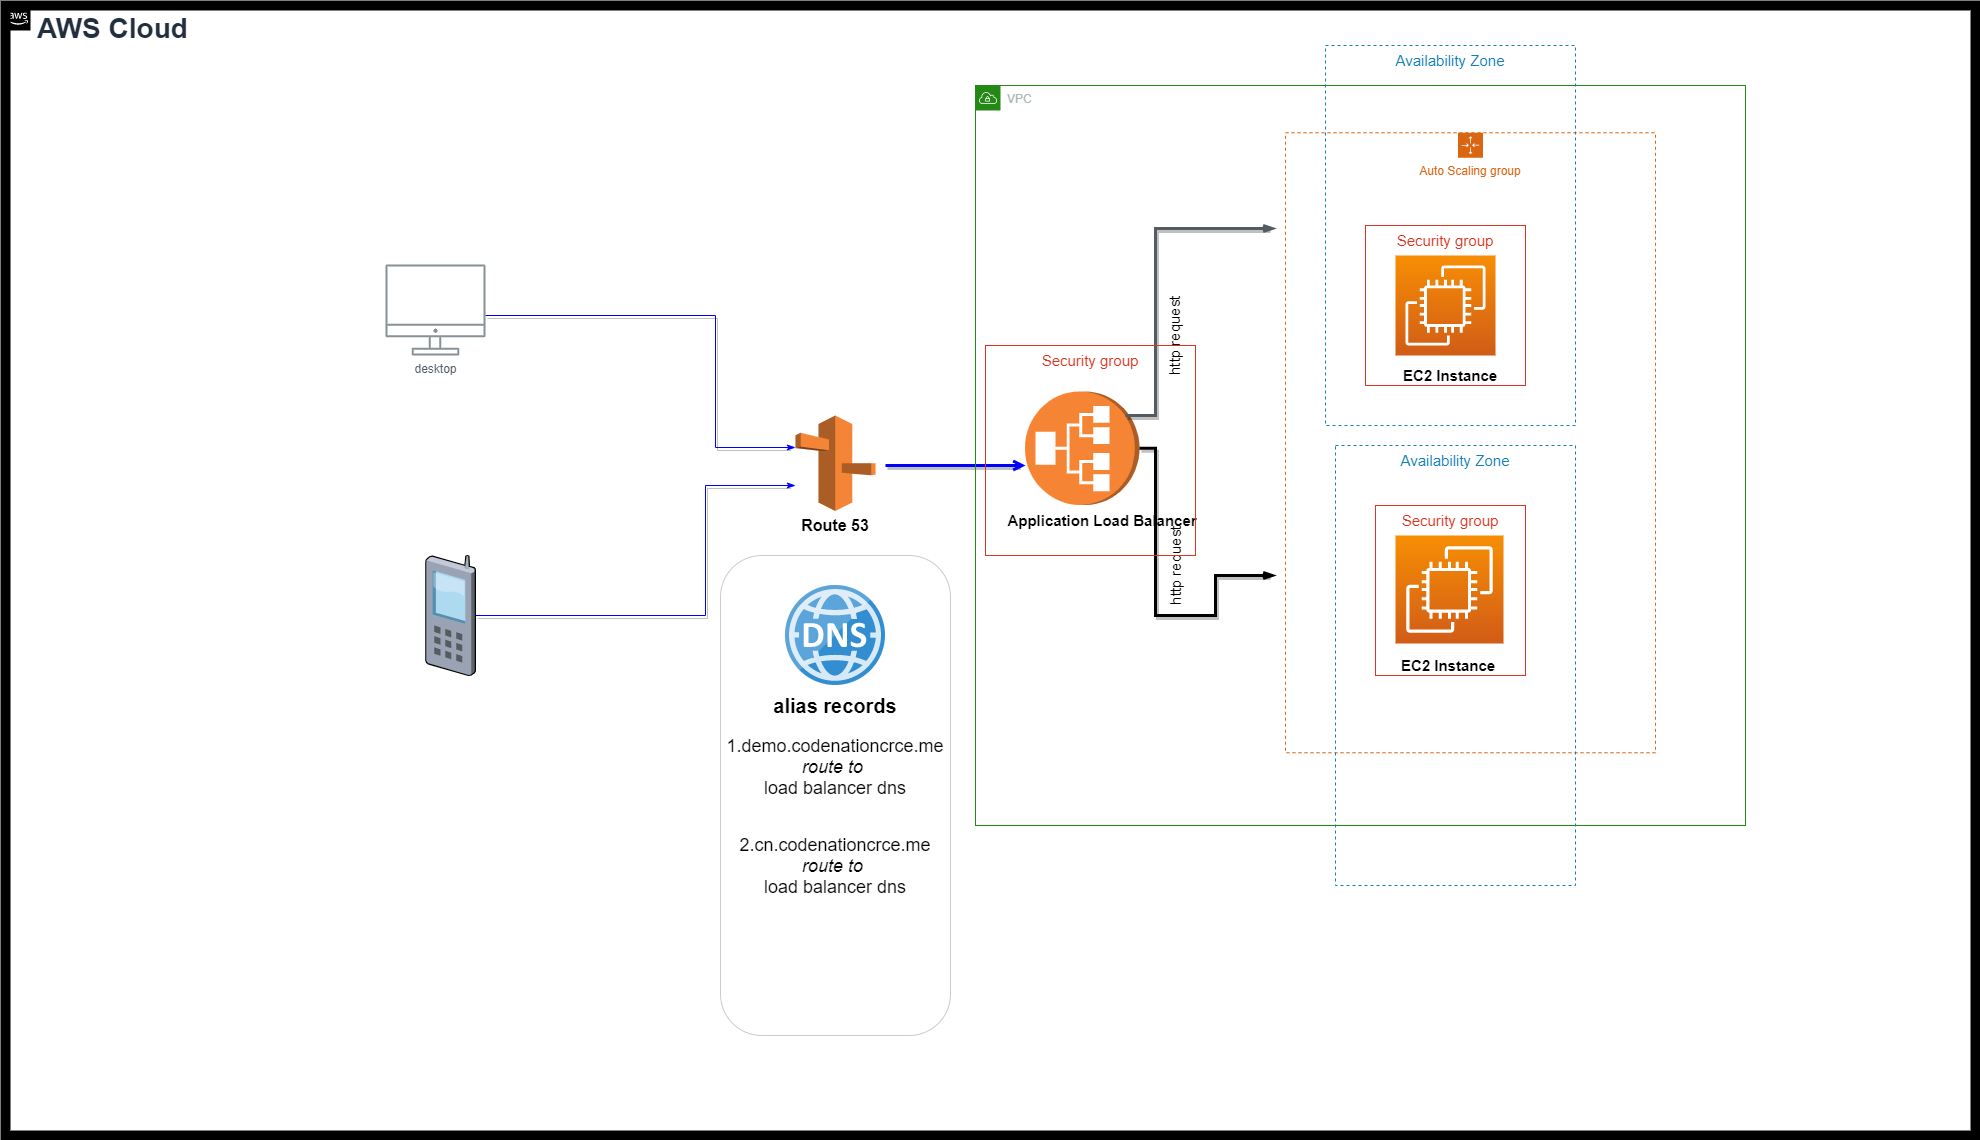 aws
AWS Cloud
Availability Zone
VPC
Auto Scaling group
Security group
EC2 Instance
http request
desktop
Security group
Application Load Balancer
http request
Route 53
Availability Zone
Security group
EC2 Instance
DNS
alias records
1.demo.codenationcrce.me
route to
load balancer dns
2.cn.codenationcrce.me
route to
load balancer dns